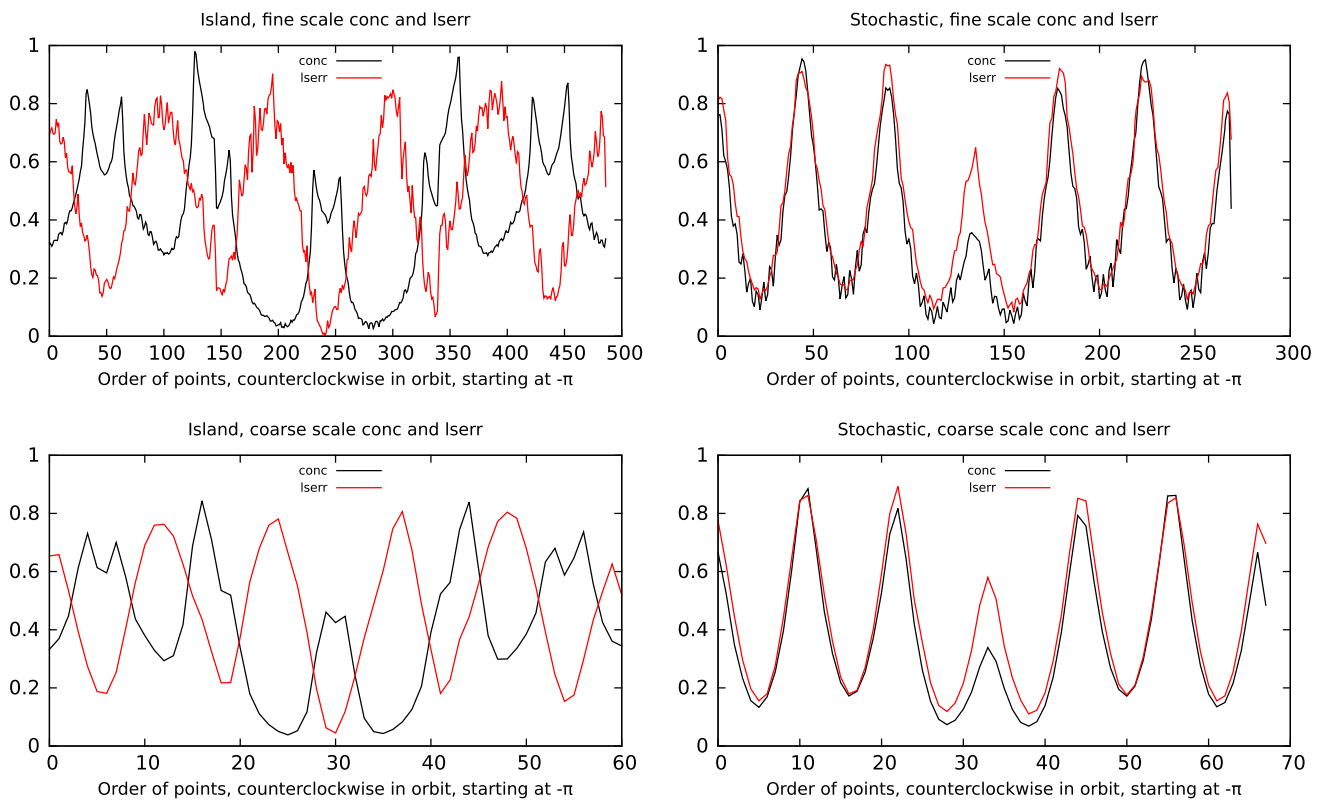 Island, fine scale conc and lserr
1
0.8
0.6
0.4
0.2
0
conc
lserr
0 50 100 150 200 250 300 350 400 450 500
Order of points, counterclockwise in orbit, starting at -π
Stochastic, fine scale conc and lserr
1
0.8
0.6
0.4
0.2
0
conc
lserr
0 50 100 150 200 250 300
Order of points, counterclockwise in orbit, starting at -π
Island, coarse scale conc and lserr
1
0.8
0.6
0.4
0.2
0
conc
lserr
0 10 20 30 40 50 60
Order of points, counterclockwise in orbit, starting at -π
Stochastic, coarse scale conc and lserr
1
0.8
0.6
0.4
0.2
0
conc
lserr
0 10 20 30 40 50 60 70
Order of points, counterclockwise in orbit, starting at -π